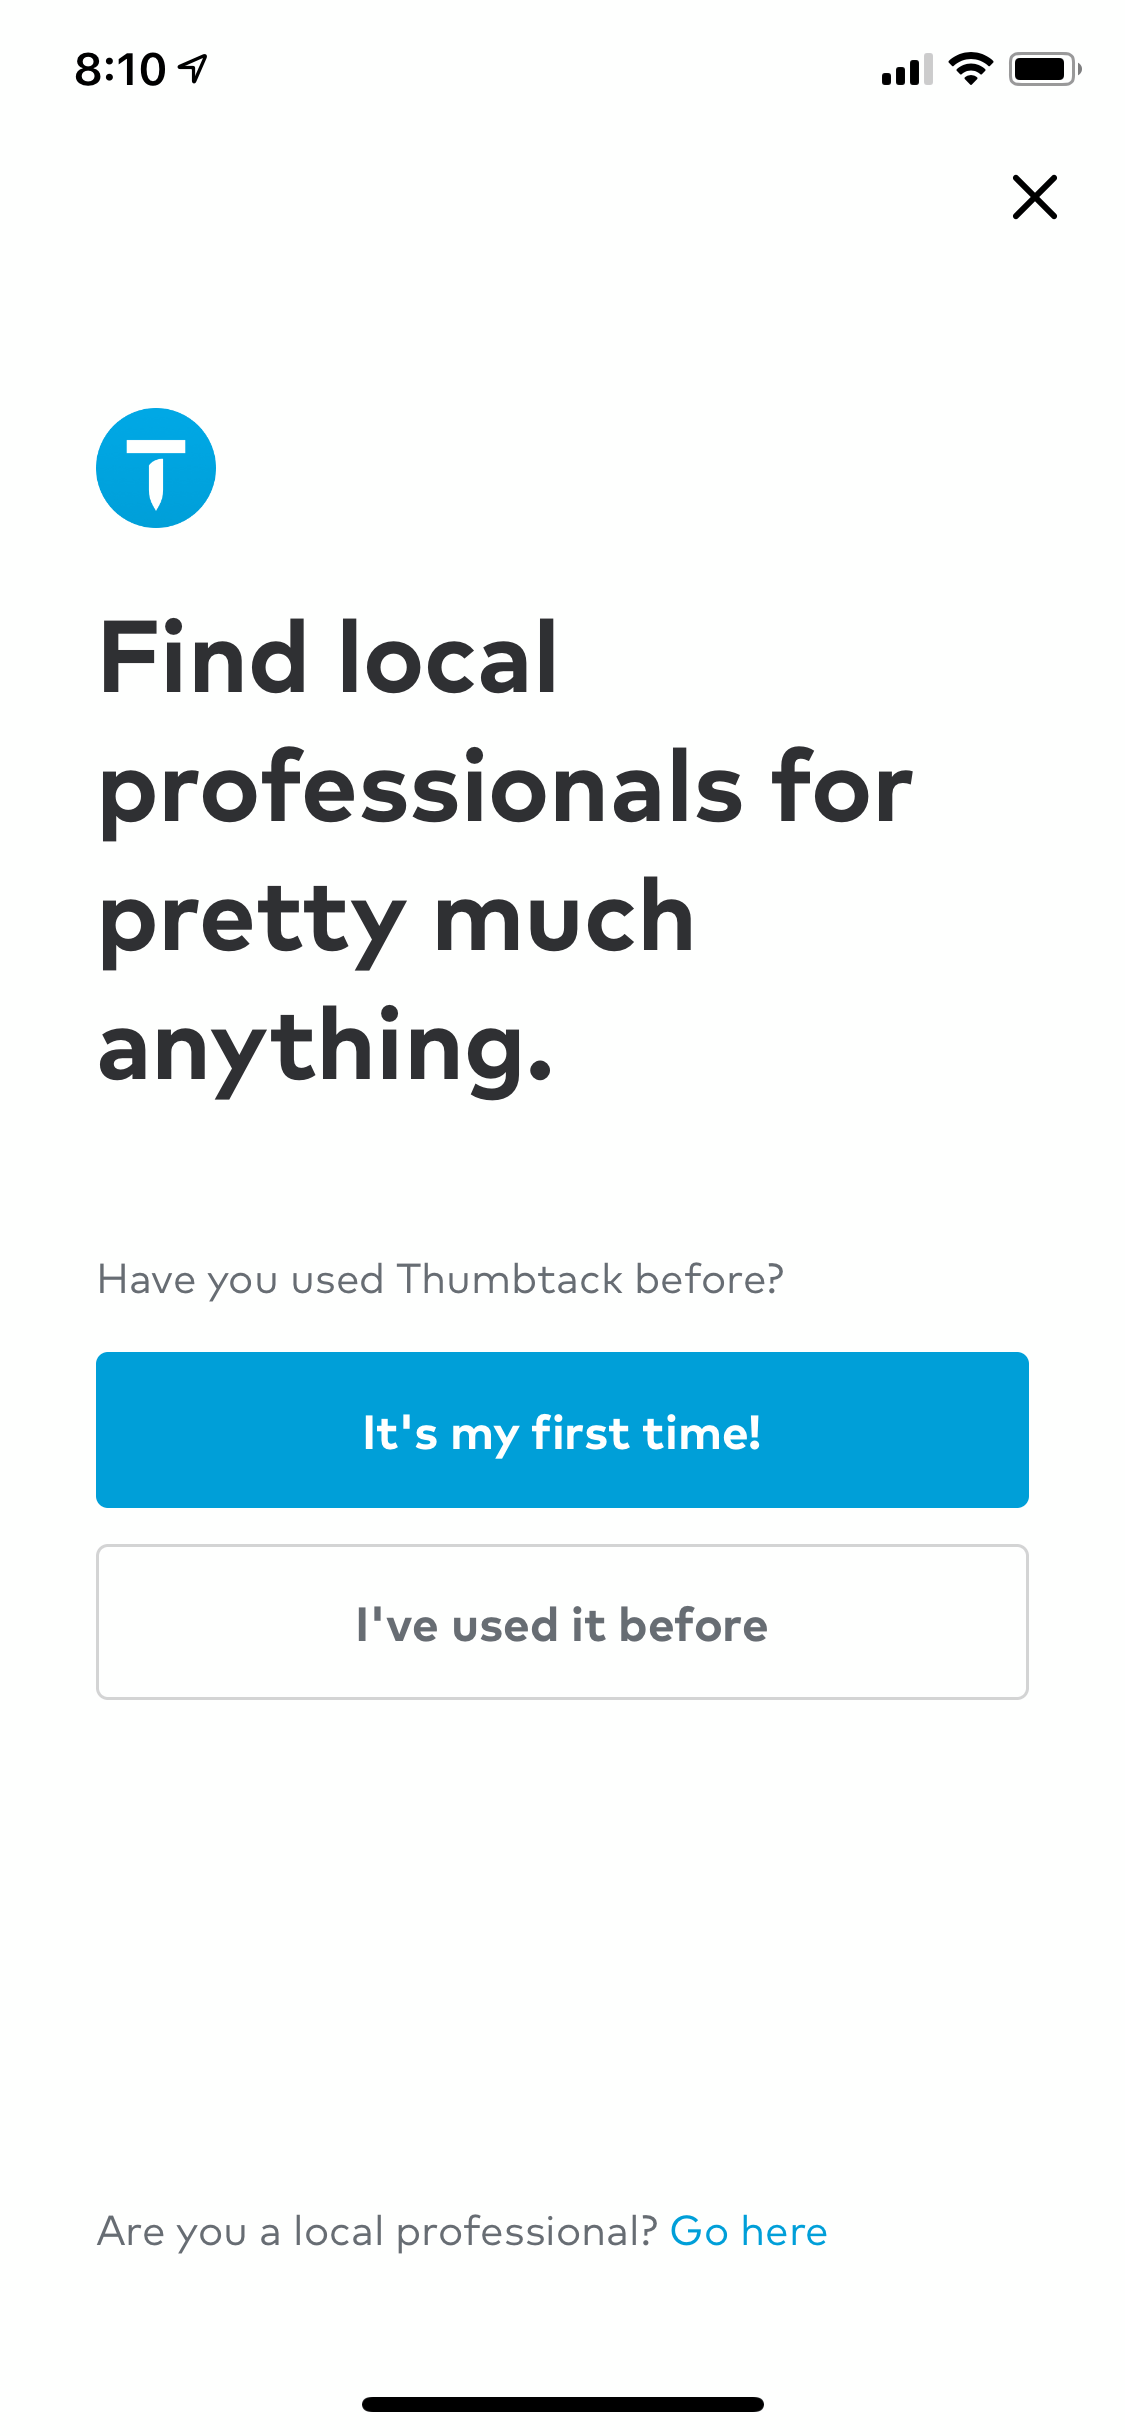 8:10
Find local
professionals for
pretty much
anything.
Have you used Thumbtack before?
It's my first time!
I've used it before
Are you a local professional? Go here